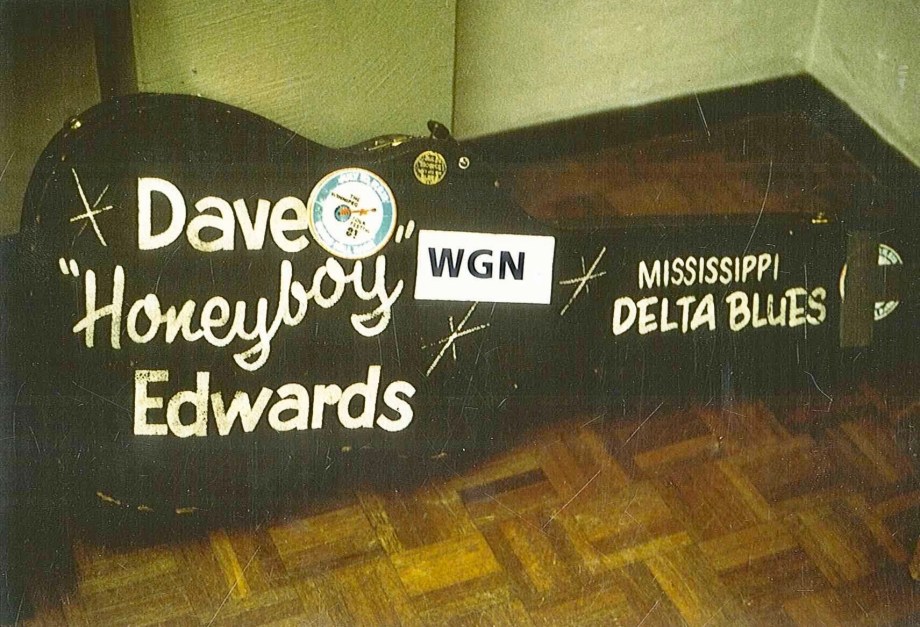 Dave
"Honeyboy"
Edwards
WGN
MISSISSIPPI
DELTA BLUES